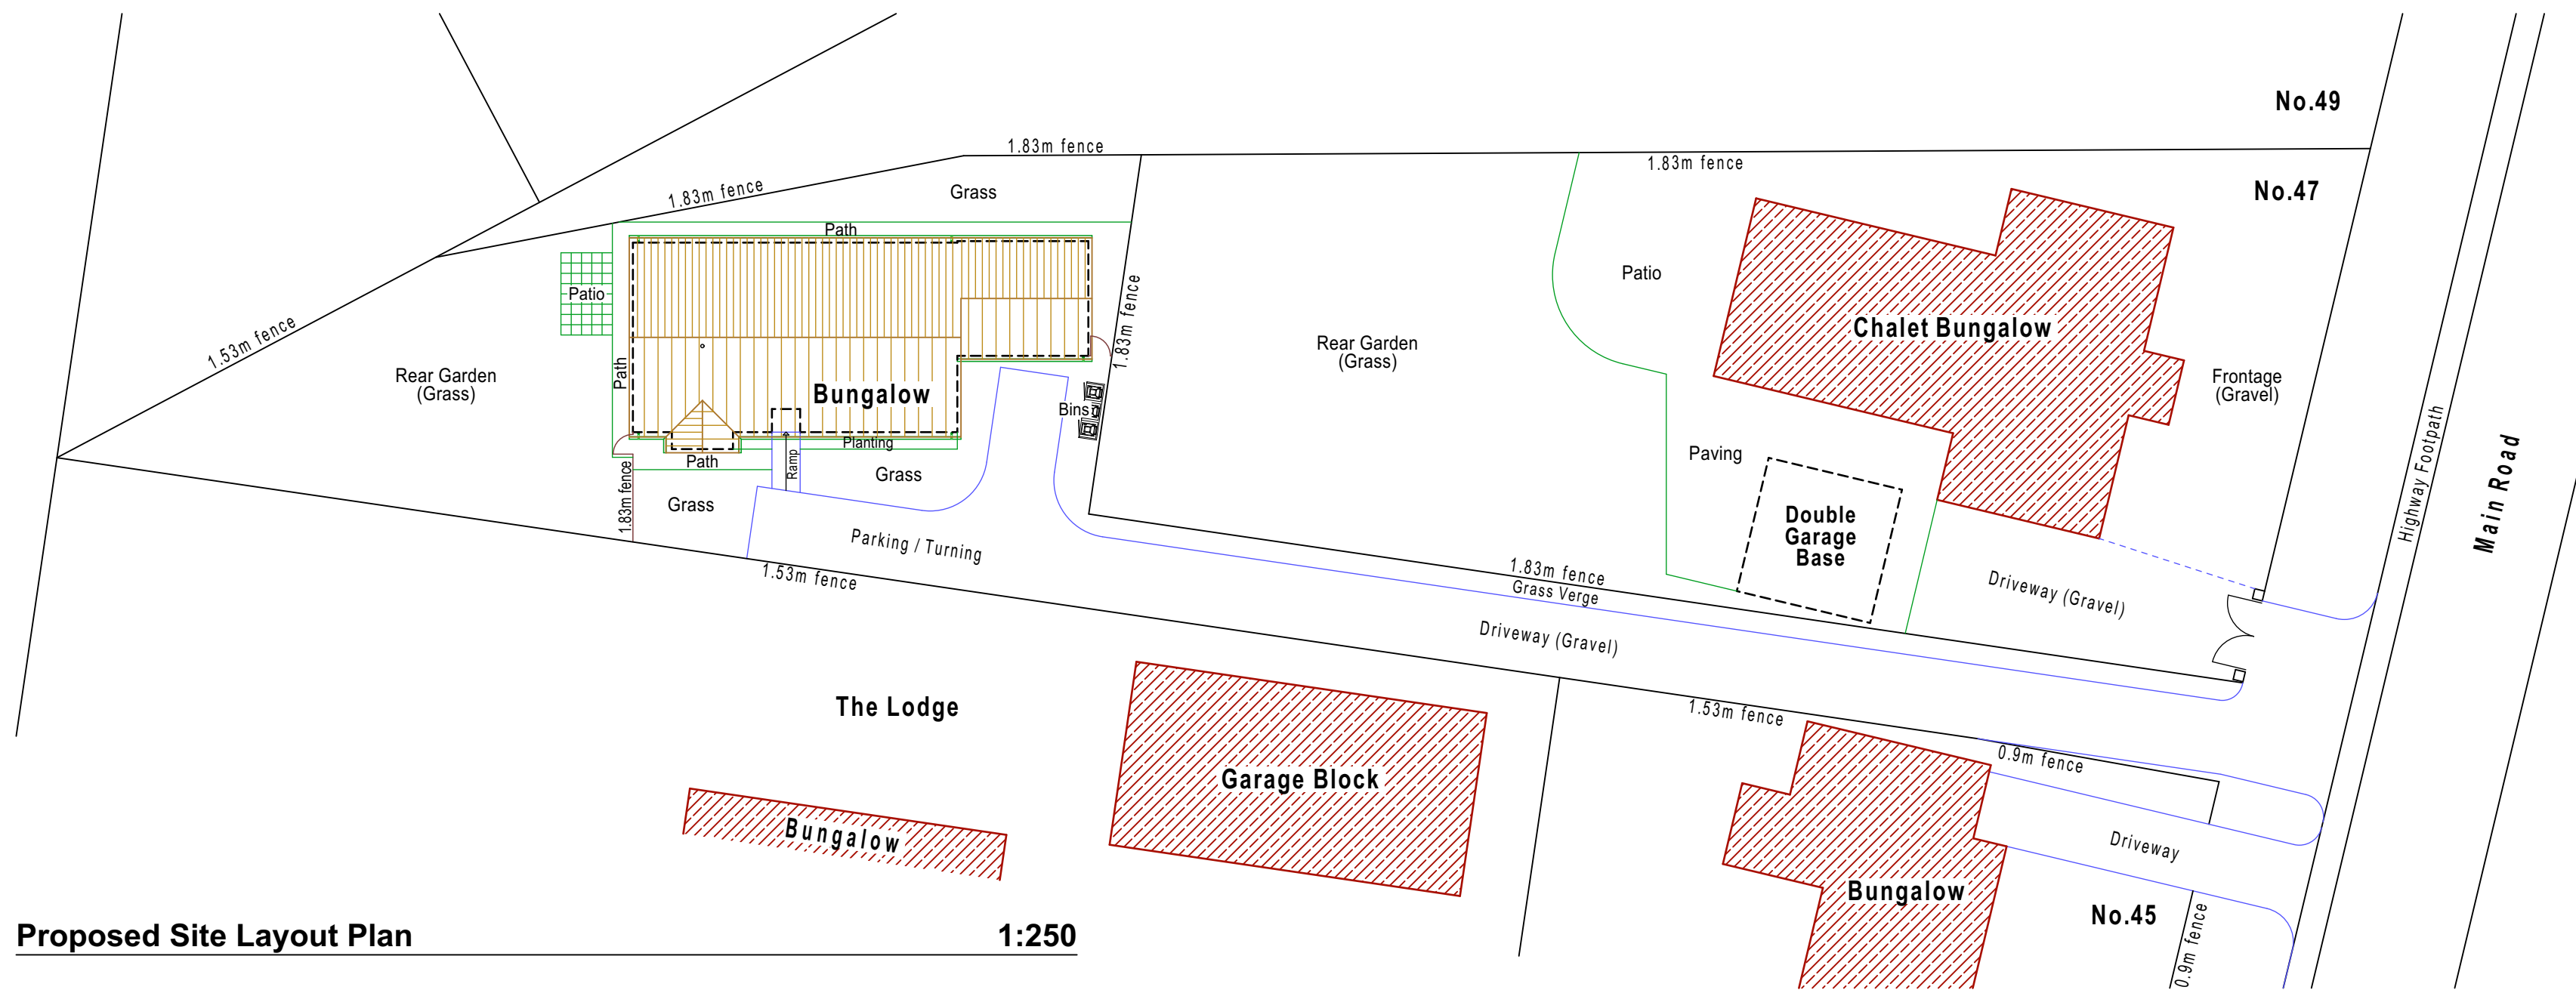 No.49
1.83m fence
1.83m fence
No.47
1.83m fence
Grass
Path
Patio
Patio
1.83m fence
Chalet Bungalow
1.53m fence
Rear Garden
(Grass)
Rear Garden
(Grass)
Path
Bungalow
Frontage
(Gravel)
Bins
Highway Footpath
Main Road
Planting
Path
Ramp
Grass
Paving
1.83m fence
Grass
Double
Garage
Base
Parking / Turning
1.53m fence
1.83m fence
Grass Verge
Driveway (Gravel)
Driveway (Gravel)
The Lodge
1.53m fence
0.9m fence
Garage Block
Bungalow
Driveway
Bungalow
No.45
0.9m fence
Proposed Site Layout Plan 1:250